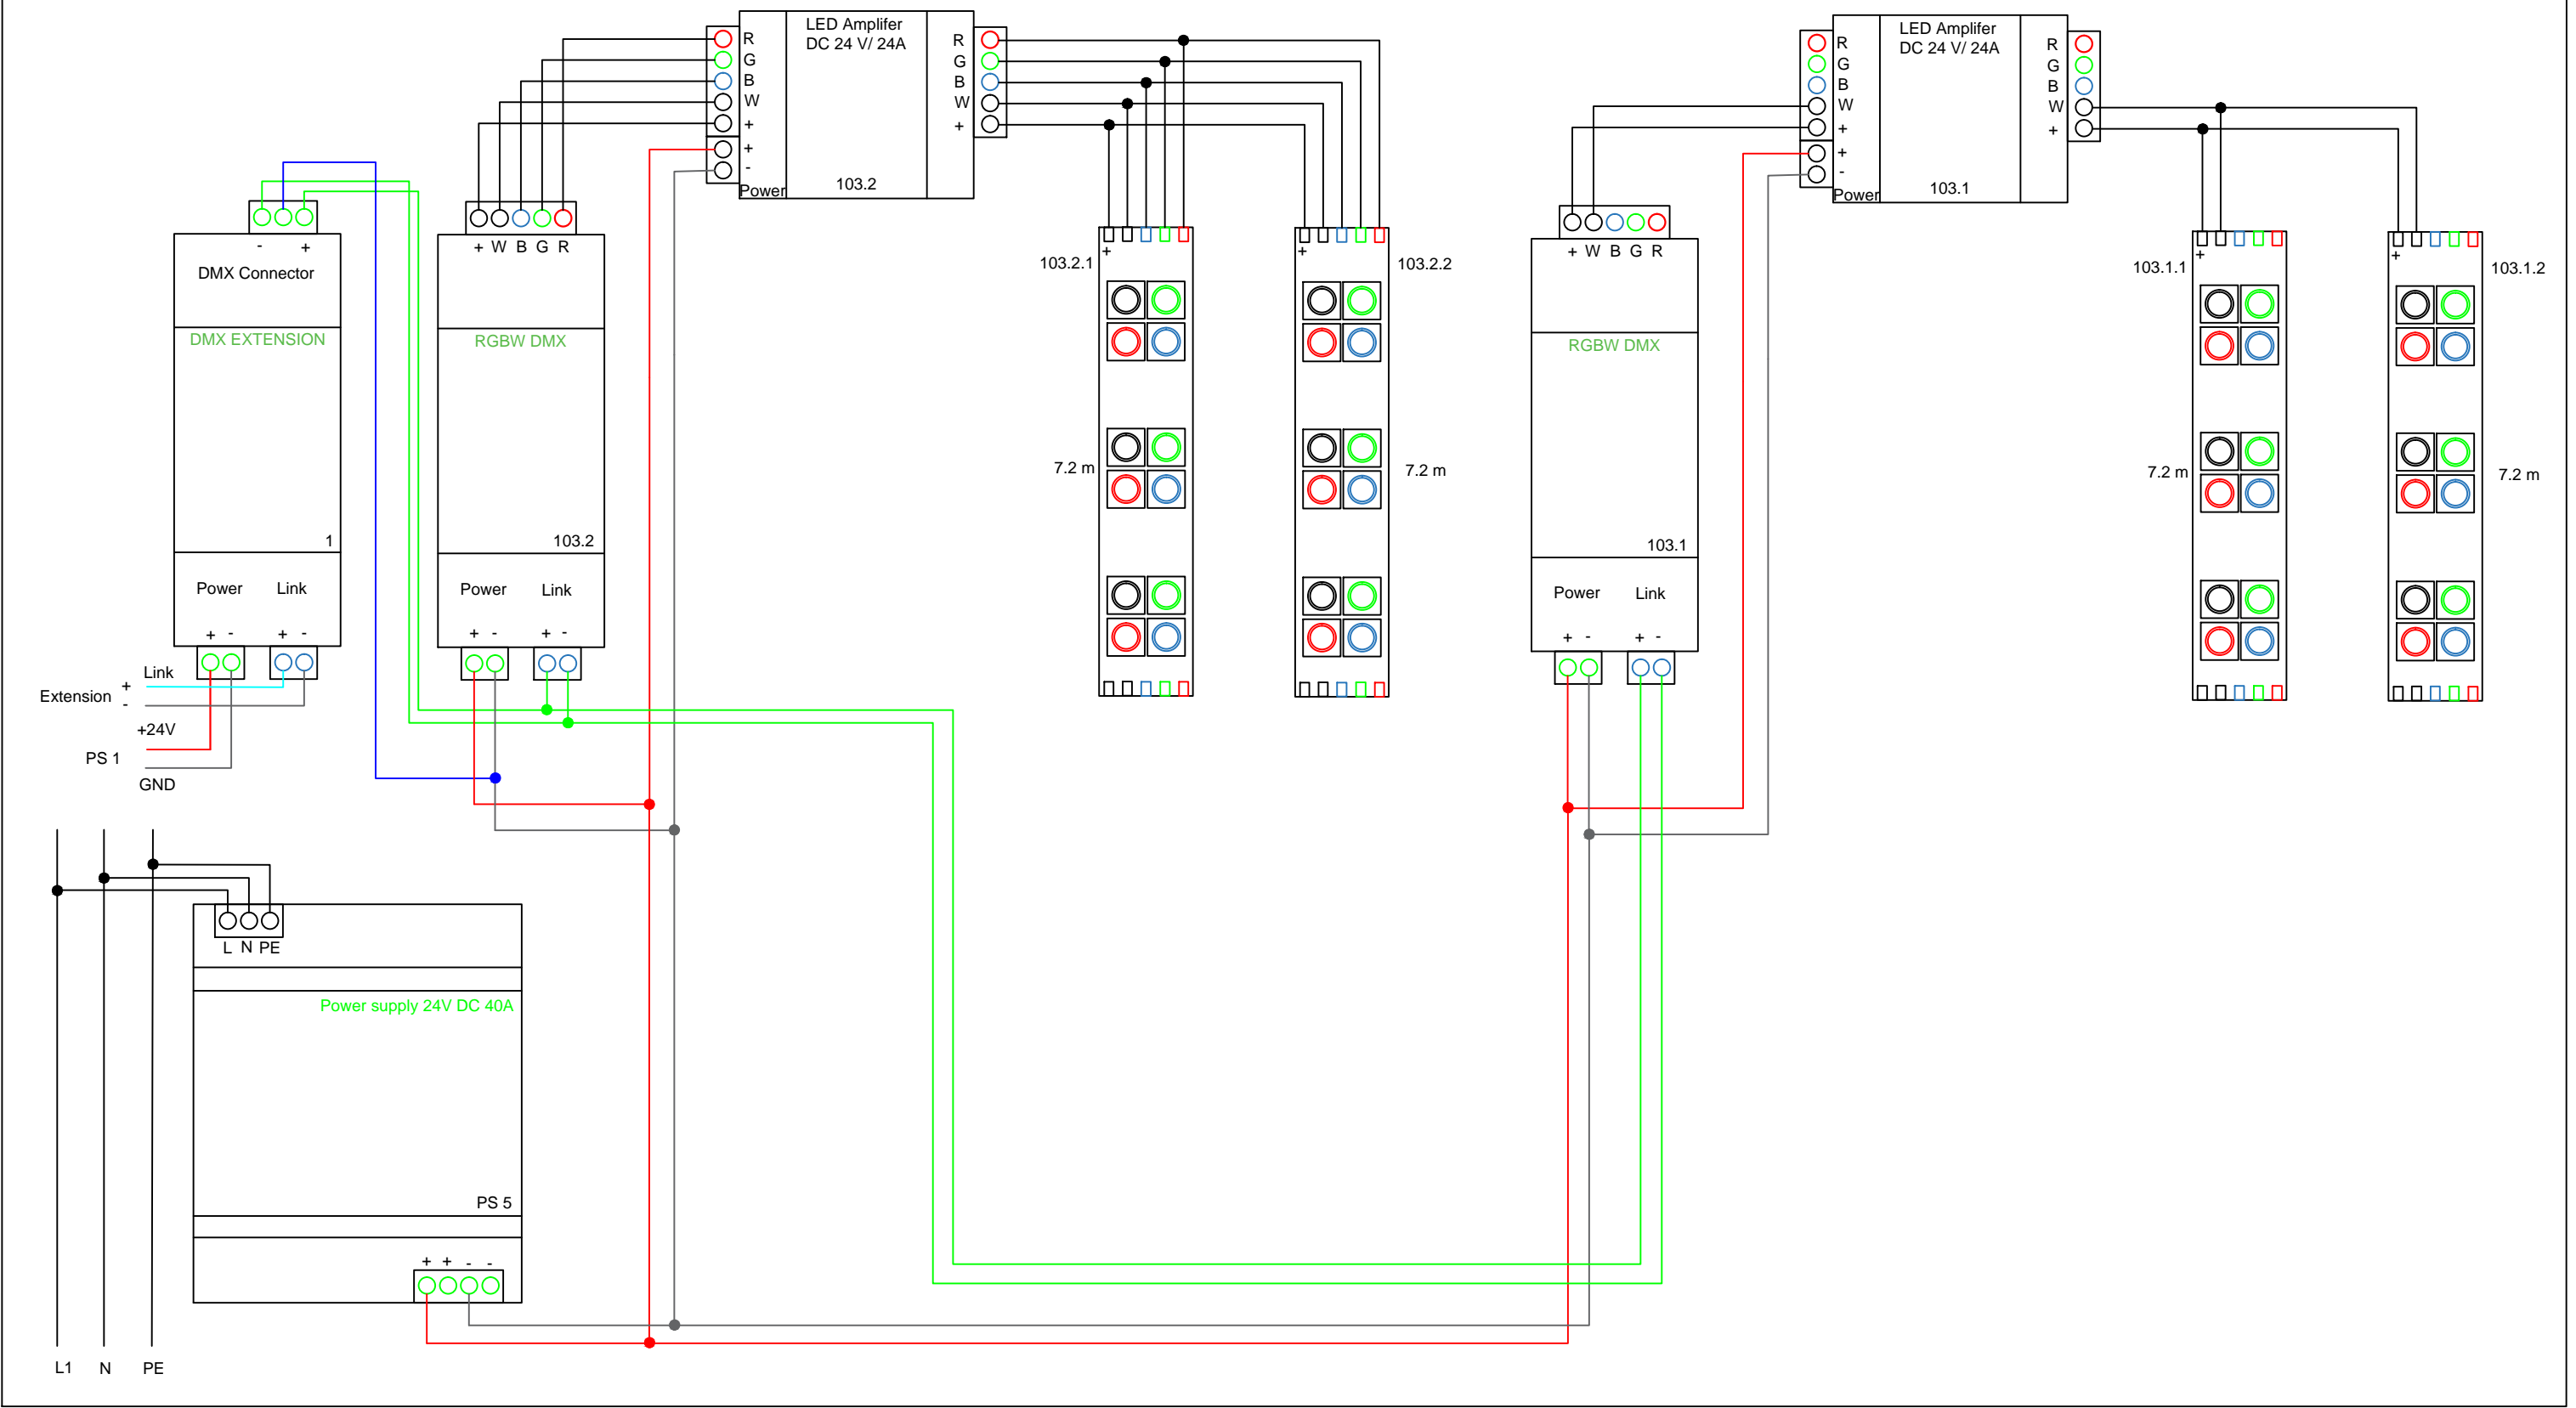 LED Amplifer
DC 24 V/ 24A
R
G
B
W
+
+
-
Power
103.2
R
G
B
W
+
LED Amplifer
DC 24 V/ 24A
R
G
B
W
+
+
-
Power
103.1
R
G
B
W
+
- +
DMX Connector
DMX EXTENSION
1
Power Link
+ - + -
+ W B G R
RGBW DMX
103.2
Power Link
+ - + -
103.2.1
+
7.2 m
+
103.2.2
7.2 m
+ W B G R
RGBW DMX
103.1
Power Link
+ - + -
103.1.1
+
7.2 m
+
103.1.2
7.2 m
Link
Extension
+
-
+24V
PS 1
GND
L N PE
Power supply 24V DC 40A
PS 5
+ + - -
L1 N PE